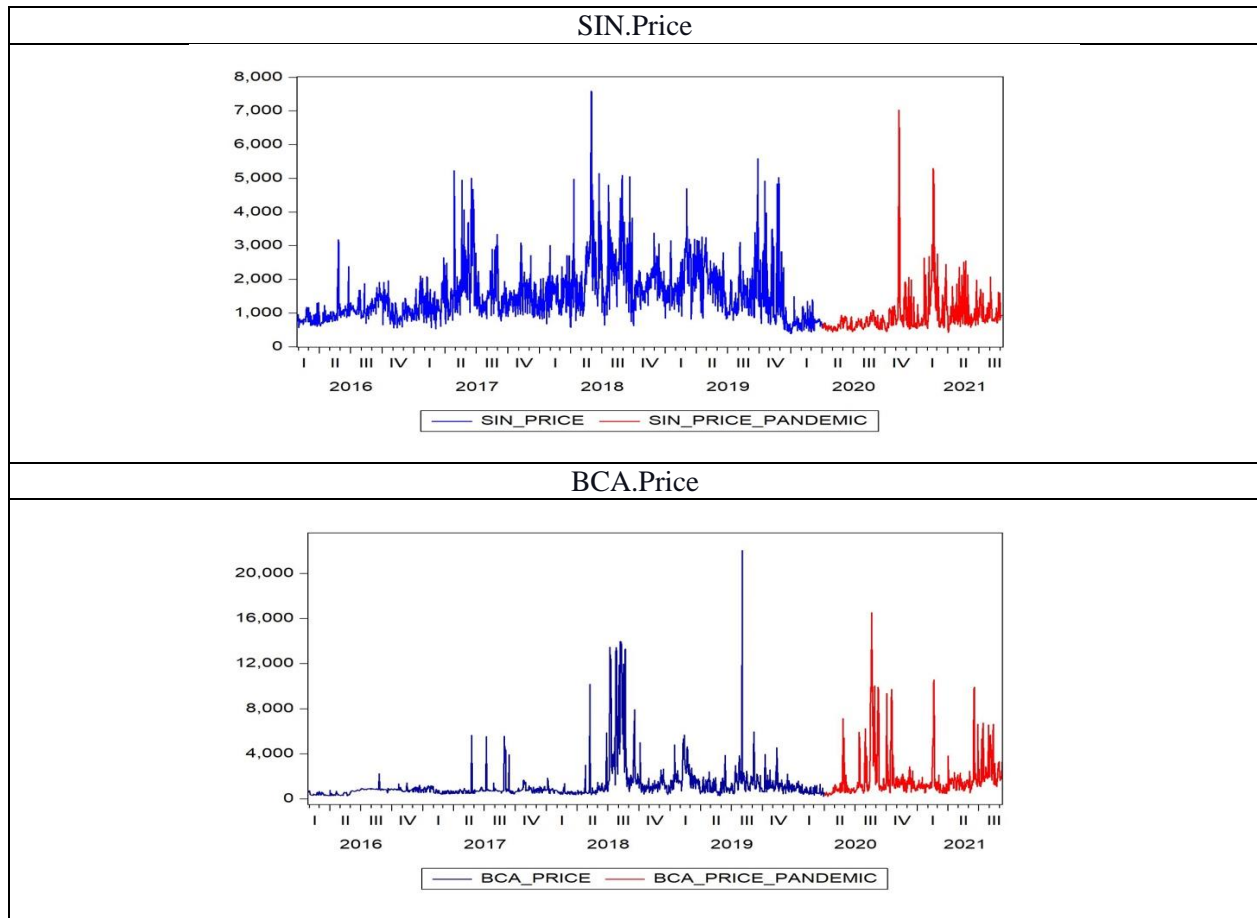 SIN.Price
8,000
7,000
6,000
5,000
4,000
3,000
2,000
1,000
0
I II III IV I II III IV I II III IV I II III IV I II III IV I II III
2016 2017 2018 2019 2020 2021
SIN_PRICE SIN_PRICE_PANDEMIC
BCA.Price
20,000
16,000
12,000
8,000
4,000
0
I II III IV I II III IV I II III IV I II III IV I II III IV I II III
2016 2017 2018 2019 2020 2021
BCA_PRICE BCA_PRICE_PANDEMIC